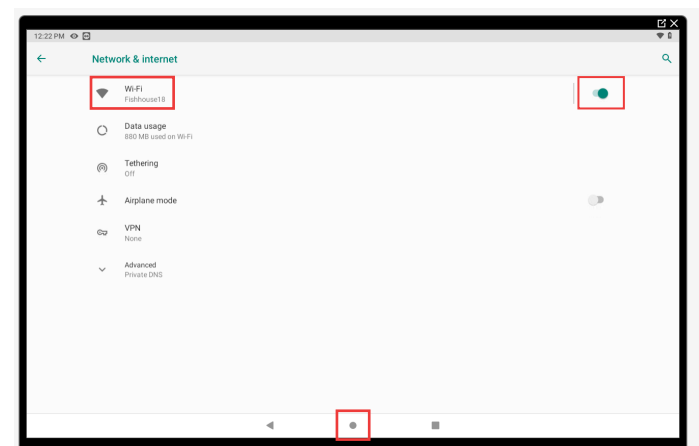 12:22 PM
Network & internet
Wi-Fi
Fishhouse18
Data usage
880 MB used on Wi-Fi
Tethering
Off
Airplane mode
VPN
None
Advanced
Private DNS